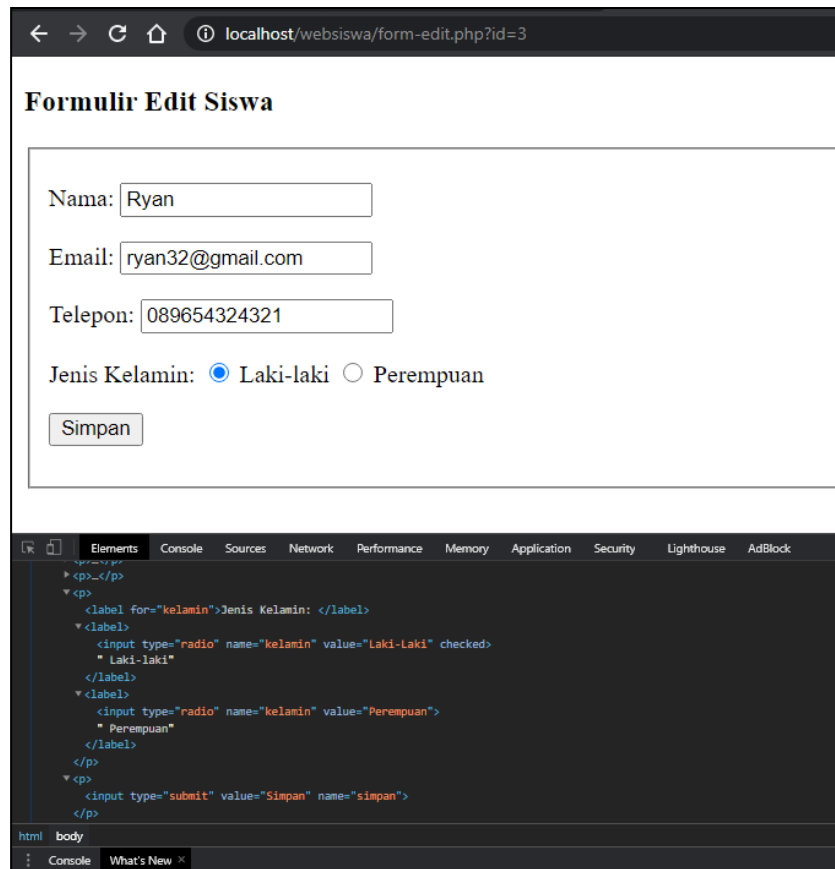 localhost/websiswa/form-edit.php?id=3
Formulir Edit Siswa
Nama: Ryan
Email: ryan32@gmail.com
Telepon: 089654324321
Jenis Kelamin: Laki-laki Perempuan
Simpan
Elements Console Sources Network Performance Memory Application Security Lighthouse AdBlock
<p>…</p>
<p>…</p>
<p>
<label for="kelamin">Jenis Kelamin: </label>
<label>
<input type="radio" name="kelamin" value="Laki-Laki" checked>
" Laki-laki"
</label>
<label>
<input type="radio" name="kelamin" value="Perempuan">
" Perempuan"
</label>
</p>
<p>
<input type="submit" value="Simpan" name="simpan">
</p>
html body
Console What's New ×